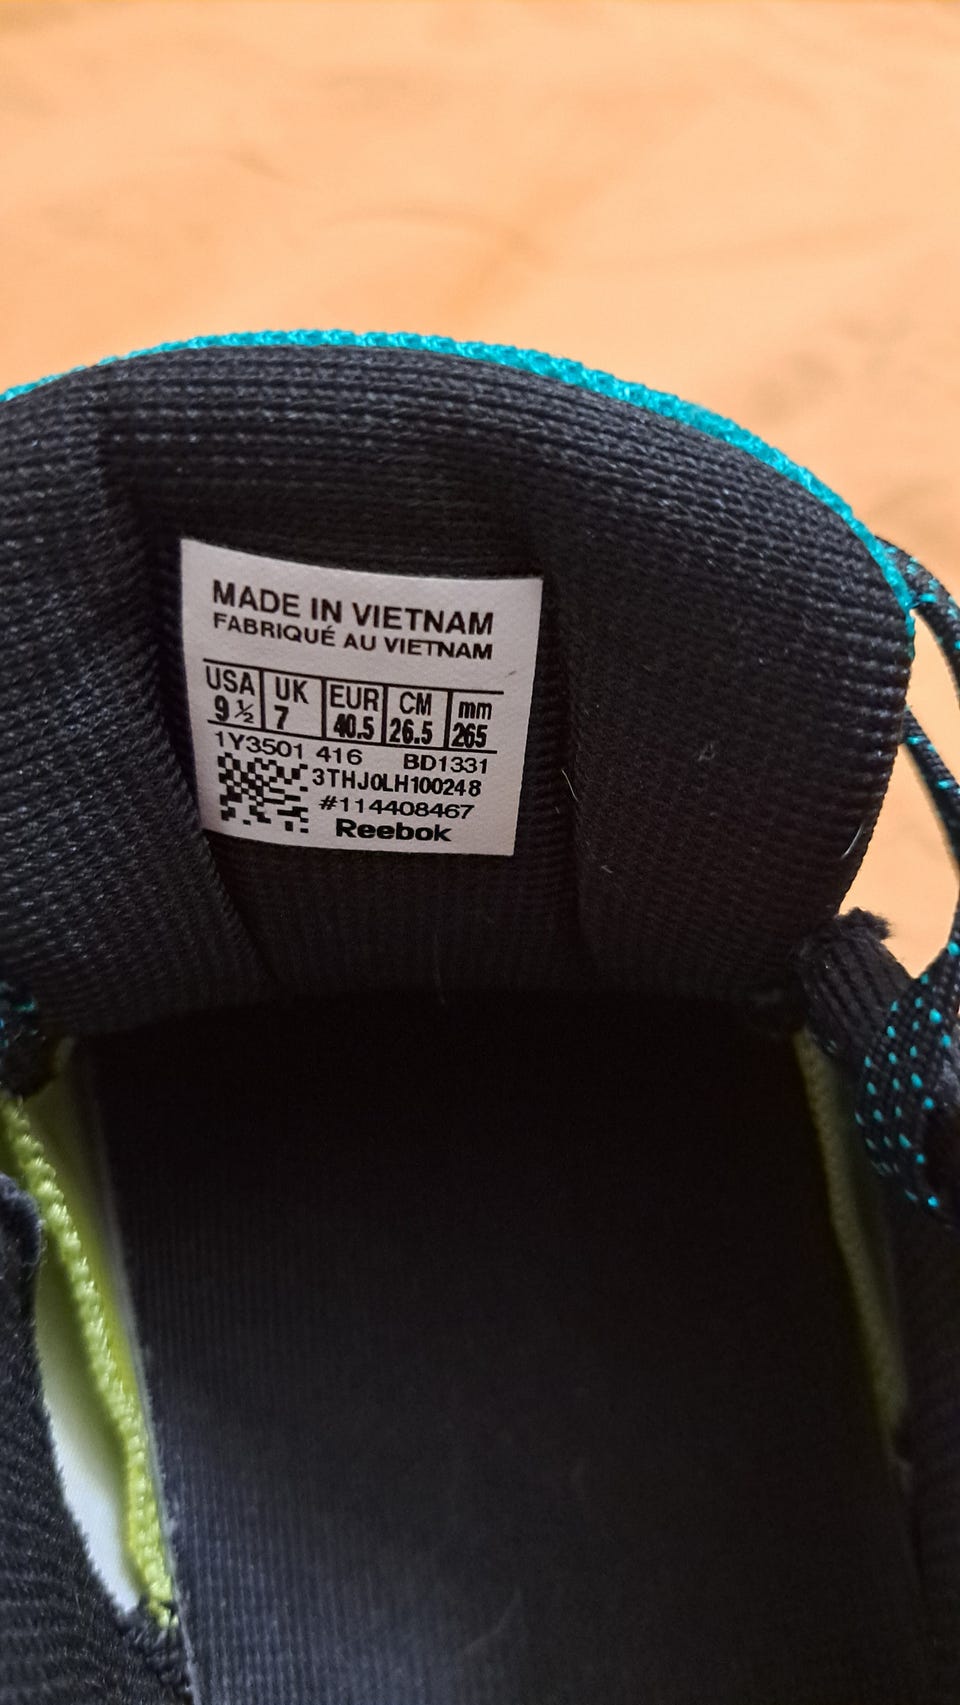 MADE IN VIETNAM
FABRIQUÉ AU VIETNAM
USA UK EUR CM mm
9 ½ 7 40.5 26.5 265
1Y3501 416 BD1331
3THJ0LH100248
#114408467
Reebok